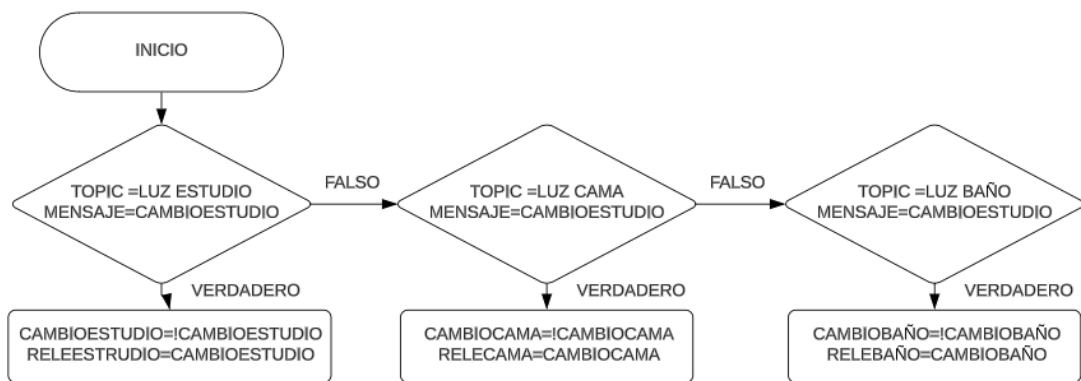 INICIO
TOPIC =LUZ ESTUDIO
MENSAJE=CAMBIOESTUDIO
FALSO
TOPIC =LUZ CAMA
MENSAJE=CAMBIOESTUDIO
FALSO
TOPIC =LUZ BAÑO
MENSAJE=CAMBIOESTUDIO
VERDADERO
VERDADERO
VERDADERO
CAMBIOESTUDIO=!CAMBIOESTUDIO
RELEESTRUDIO=CAMBIOESTUDIO
CAMBIOCAMA=!CAMBIOCAMA
RELECAMA=CAMBIOCAMA
CAMBIOBAÑO=!CAMBIOBAÑO
RELEBAÑO=CAMBIOBAÑO